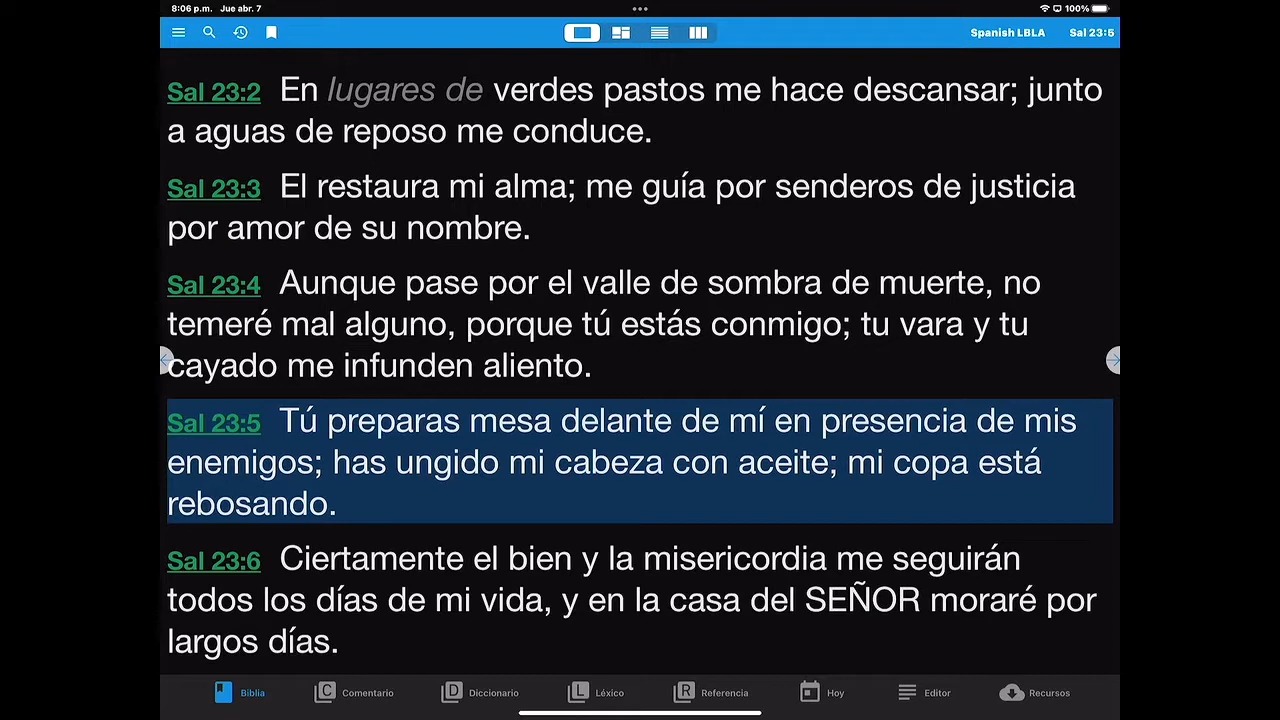 8:06 p.m. Jue abr. 7
100%
Spanish LBLA Sal 23:5
Sal 23:2 En lugares de verdes pastos me hace descansar; junto
a aguas de reposo me conduce.
Sal 23:3 El restaura mi alma; me guía por senderos de justicia
por amor de su nombre.
Sal 23:4 Aunque pase por el valle de sombra de muerte, no
temeré mal alguno, porque tú estás conmigo; tu vara y tu
cayado me infunden aliento.
Sal 23:5 Tú preparas mesa delante de mí en presencia de mis
enemigos; has ungido mi cabeza con aceite; mi copa está
rebosando.
Sal 23:6 Ciertamente el bien y la misericordia me seguirán
todos los días de mi vida, y en la casa del SEÑOR moraré por
largos días.
Biblia C Comentario D Diccionario L Léxico R Referencia Hoy Editor Recursos